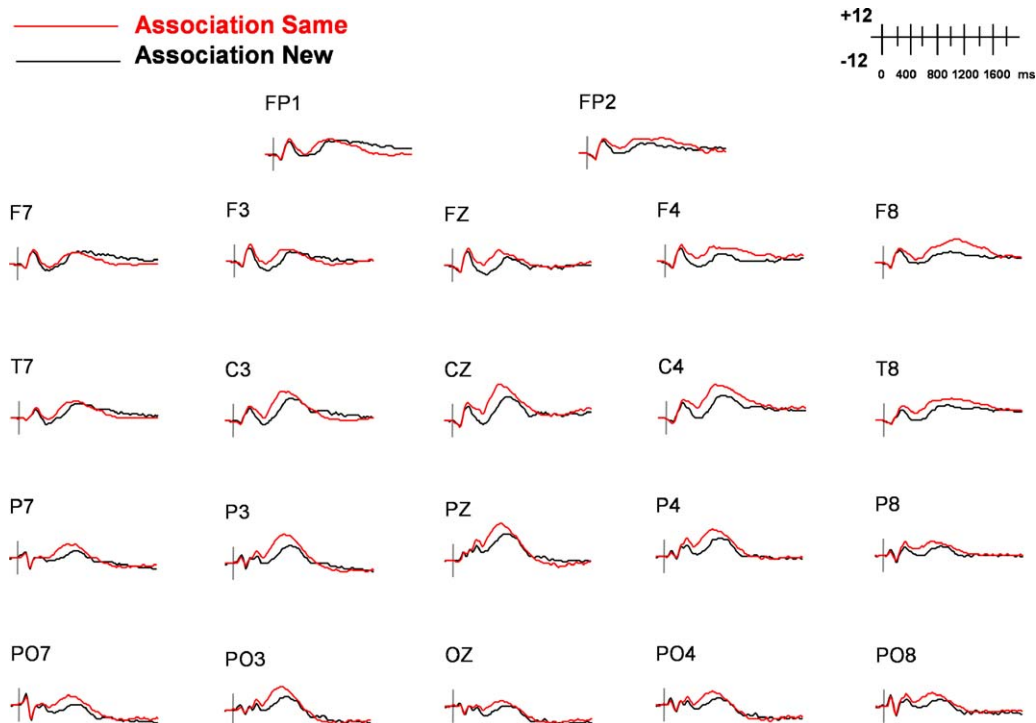 Association Same
Association New
+12
-12
0 400 800 1200 1600 ms
FP1 FP2
F7 F3 FZ F4 F8
T7 C3 CZ C4 T8
P7 P3 PZ P4 P8
PO7 PO3 OZ PO4 PO8